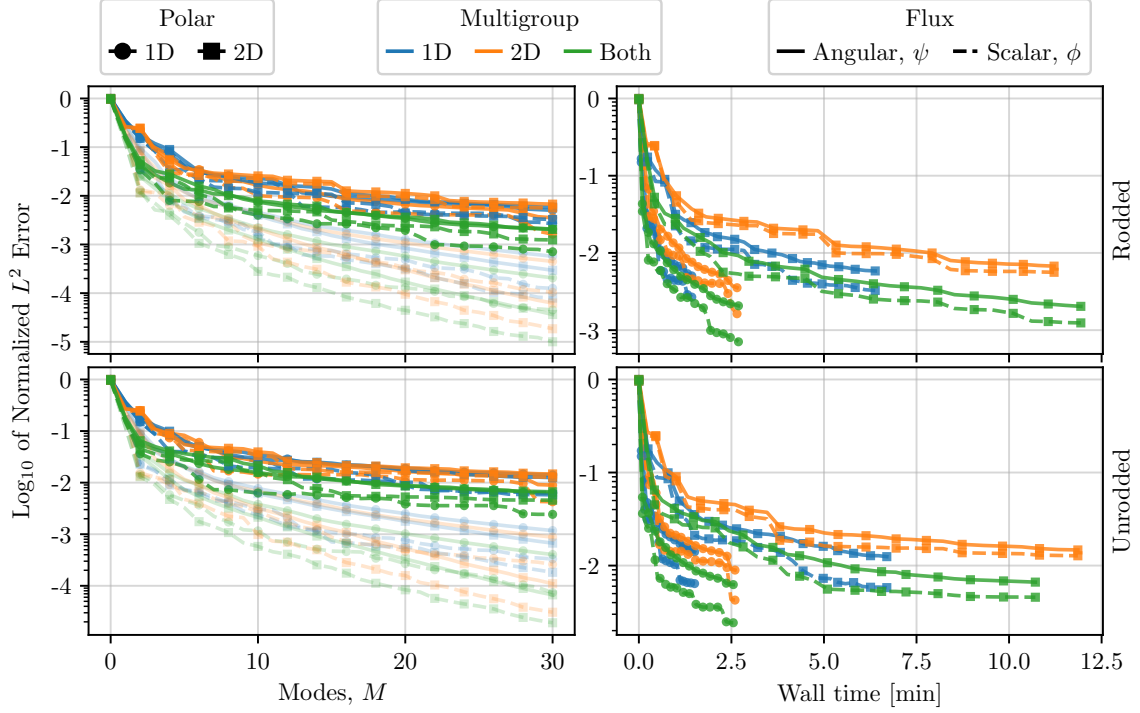 Polar
1D 2D
Multigroup
1D 2D Both
Flux
Angular, ψ Scalar, ϕ
Log₁₀ of Normalized L² Error
0
-1
-2
-3
-4
-5
0
-1
-2
-3
Rodded
0
-1
-2
-3
-4
0
-1
-2
Unrodded
0 10 20 30
Modes, M
0.0 2.5 5.0 7.5 10.0 12.5
Wall time [min]